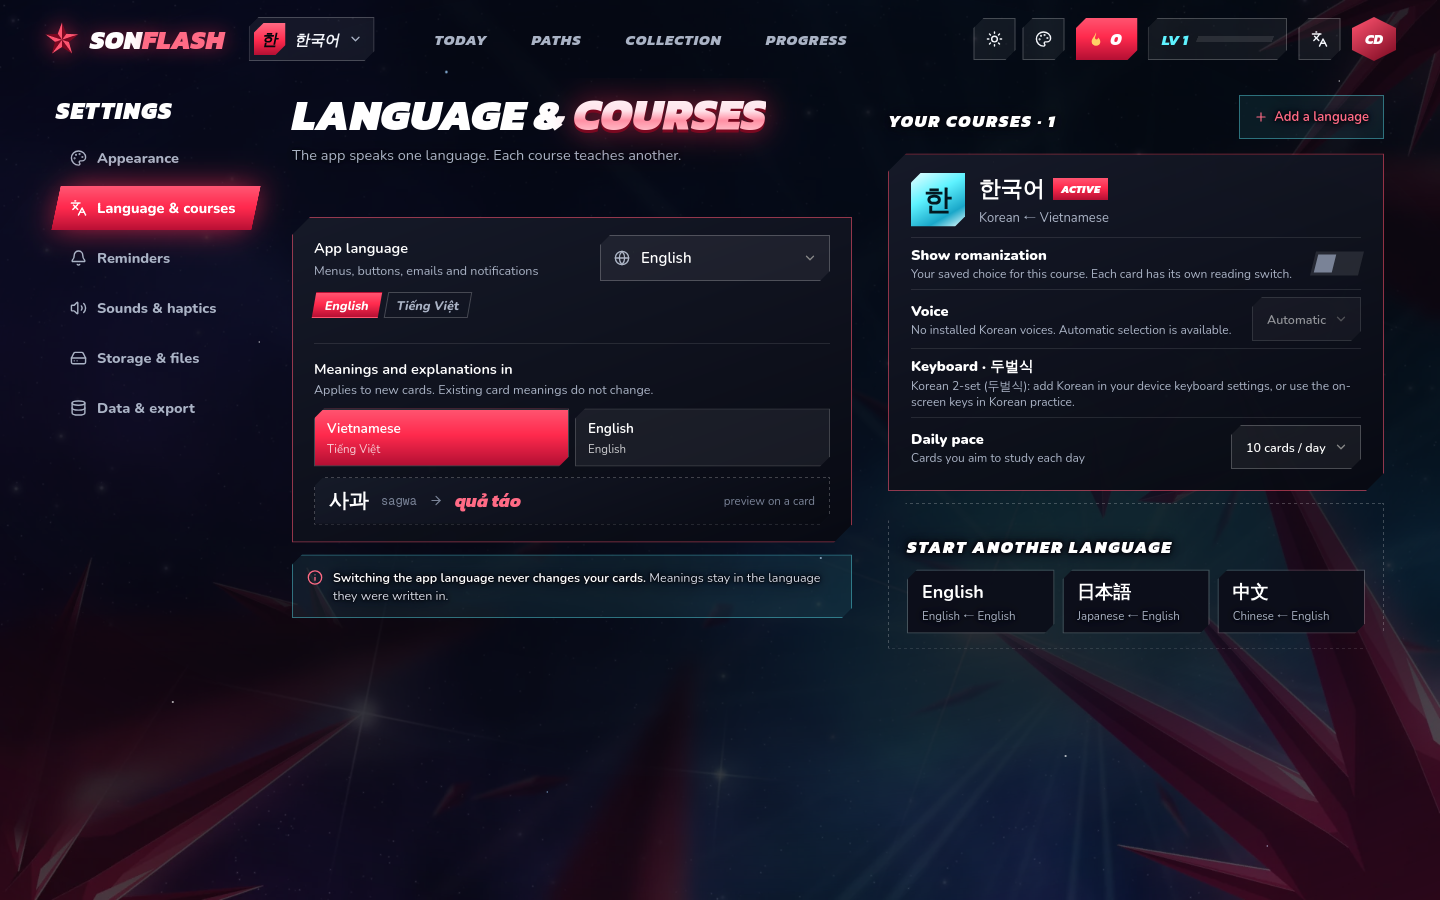 SONFLASH
한 한국어
TODAY
PATHS
COLLECTION
PROGRESS
0
LV 1
CD
SETTINGS
Appearance
Language & courses
Reminders
Sounds & haptics
Storage & files
Data & export
LANGUAGE & COURSES
The app speaks one language. Each course teaches another.
App language
Menus, buttons, emails and notifications
English
English
Tiếng Việt
Meanings and explanations in
Applies to new cards. Existing card meanings do not change.
Vietnamese
Tiếng Việt
English
English
사과 sagwa → quả táo
preview on a card
Switching the app language never changes your cards. Meanings stay in the language
they were written in.
YOUR COURSES · 1
+ Add a language
한
한국어 ACTIVE
Korean ← Vietnamese
Show romanization
Your saved choice for this course. Each card has its own reading switch.
Voice
No installed Korean voices. Automatic selection is available.
Automatic
Keyboard · 두벌식
Korean 2-set (두벌식): add Korean in your device keyboard settings, or use the on-
screen keys in Korean practice.
Daily pace
Cards you aim to study each day
10 cards / day
START ANOTHER LANGUAGE
English
English ← English
日本語
Japanese ← English
中文
Chinese ← English